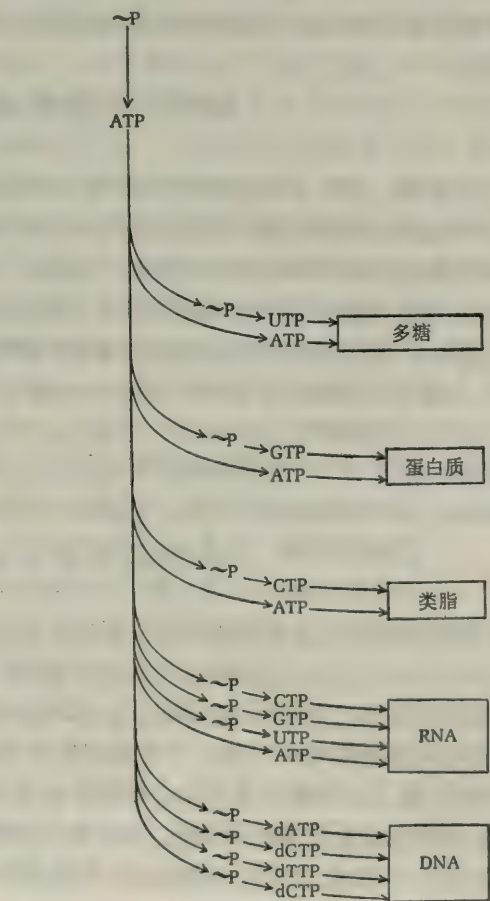 ~P
ATP
~P UTP 多糖
ATP
~P GTP 蛋白质
ATP
~P CTP 类脂
ATP
~P CTP
~P GTP
~P UTP RNA
ATP
~P dATP
~P dGTP
~P dTTP DNA
~P dCTP